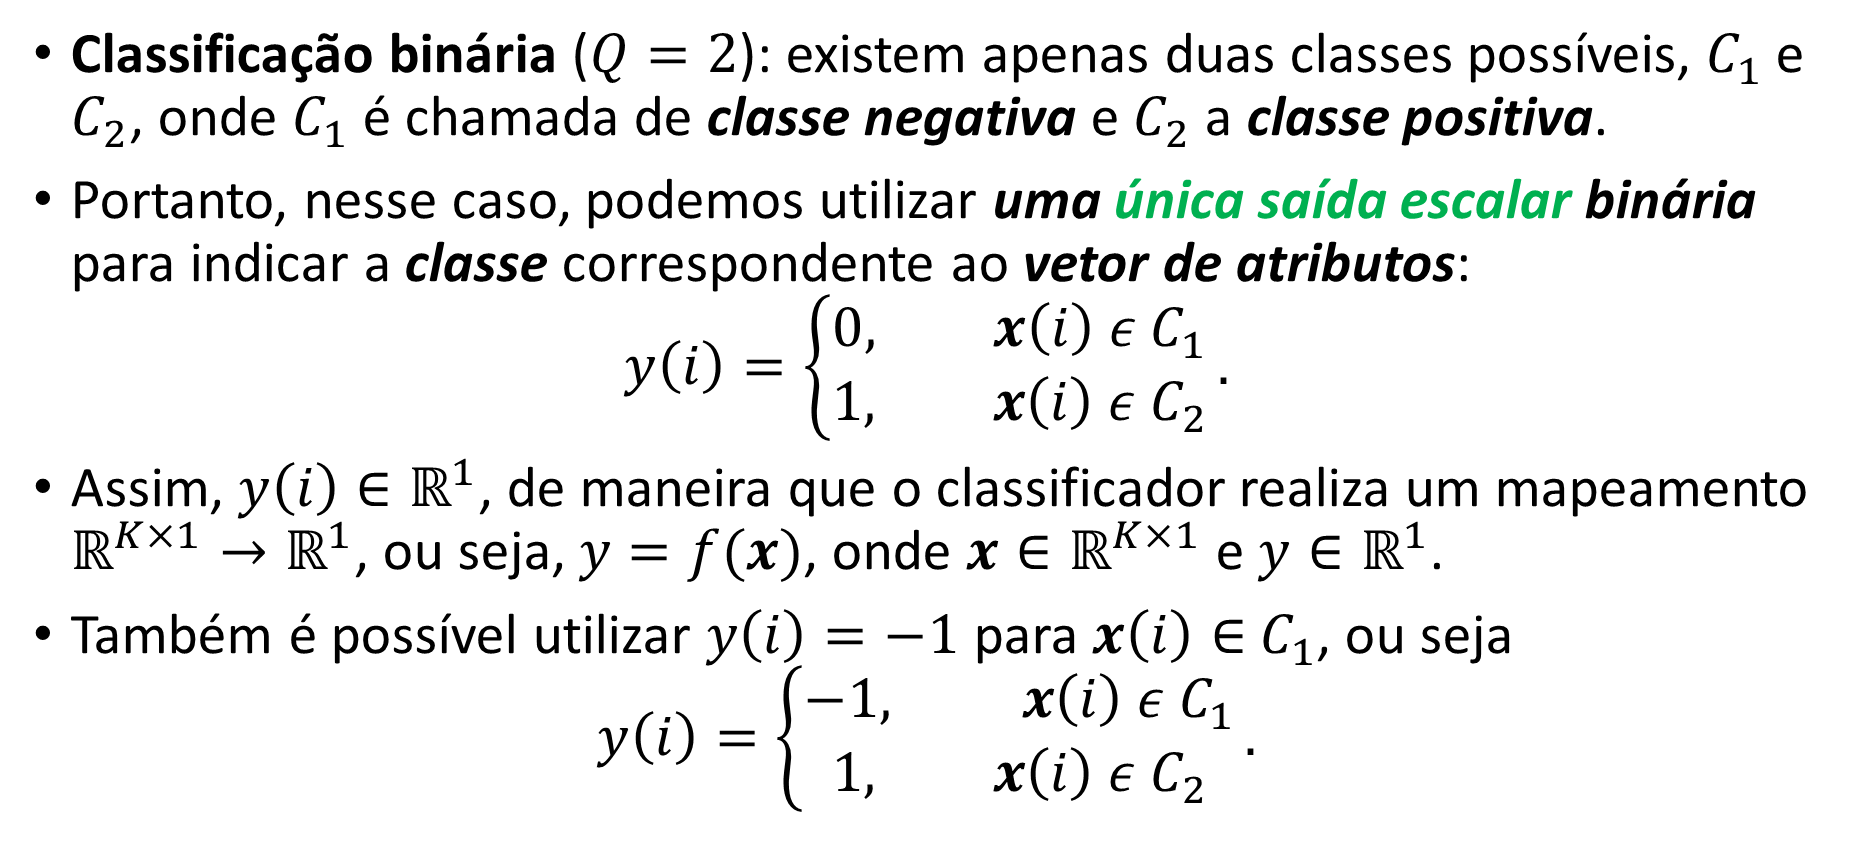 • Classificação binária (𝑄 = 2): existem apenas duas classes possíveis, 𝐶₁ e
𝐶₂, onde 𝐶₁ é chamada de classe negativa e 𝐶₂ a classe positiva.
• Portanto, nesse caso, podemos utilizar uma única saída escalar binária
para indicar a classe correspondente ao vetor de atributos:
𝑦(𝑖) = { 0, 𝒙(𝑖) ϵ 𝐶₁
1, 𝒙(𝑖) ϵ 𝐶₂ .
• Assim, 𝑦(𝑖) ∈ ℝ¹, de maneira que o classificador realiza um mapeamento
ℝ^{𝐾×1} → ℝ¹, ou seja, 𝑦 = 𝑓(𝒙), onde 𝒙 ∈ ℝ^{𝐾×1} e 𝑦 ∈ ℝ¹.
• Também é possível utilizar 𝑦(𝑖) = −1 para 𝒙(𝑖) ∈ 𝐶₁, ou seja
𝑦(𝑖) = { −1, 𝒙(𝑖) ϵ 𝐶₁
1, 𝒙(𝑖) ϵ 𝐶₂ .